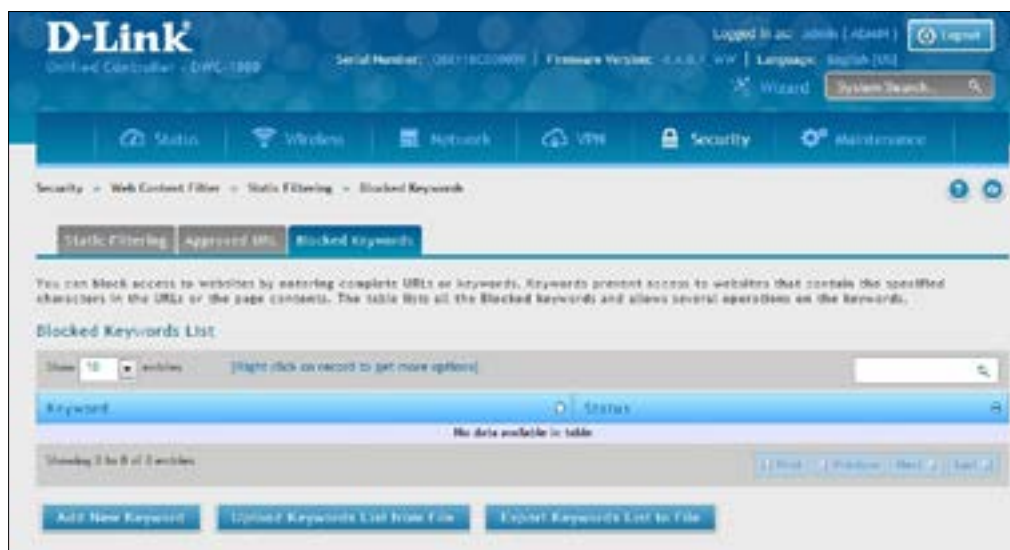 D-Link
Unified Controller - DWC-1000
Logged in as: admin ( ADMIN )
Logout
Serial Number: Firmware Version: WW | Language: English [US]
Wizard
System Search...
Status
Wireless
Network
VPN
Security
Maintenance
Security » Web Content Filter » Static Filtering » Blocked Keywords
Static Filtering
Approved URL
Blocked Keywords
You can block access to websites by entering complete URLs or keywords. Keywords prevent access to websites that contain the specified
characters in the URLs or the page contents. The table lists all the Blocked keywords and allows several operations on the keywords.
Blocked Keywords List
Show 10 entries
[Right click on record to get more options]
Keyword
Status
No data available in table
Showing 0 to 0 of 0 entries
First
Previous
Next
Last
Add New Keyword
Upload Keywords List from File
Export Keywords List to File